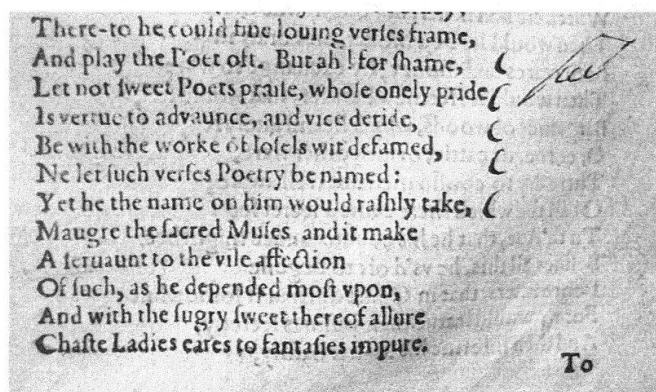 There-to he could fine louing verſes frame,
And play the Poet oft. But ah! for ſhame,
Let not ſweet Poets praiſe, whoſe onely pride
Is vertue to advaunce, and vice deride,
Be with the worke of loſels wit defamed,
Ne let ſuch verſes Poetry be named:
Yet he the name on him would raſhly take,
Maugre the ſacred Muſes, and it make
A ſeruaunt to the vile affection
Of ſuch, as he depended moſt vpon,
And with the ſugry ſweet thereof allure
Chaſte Ladies eares to fantaſies impure.
To